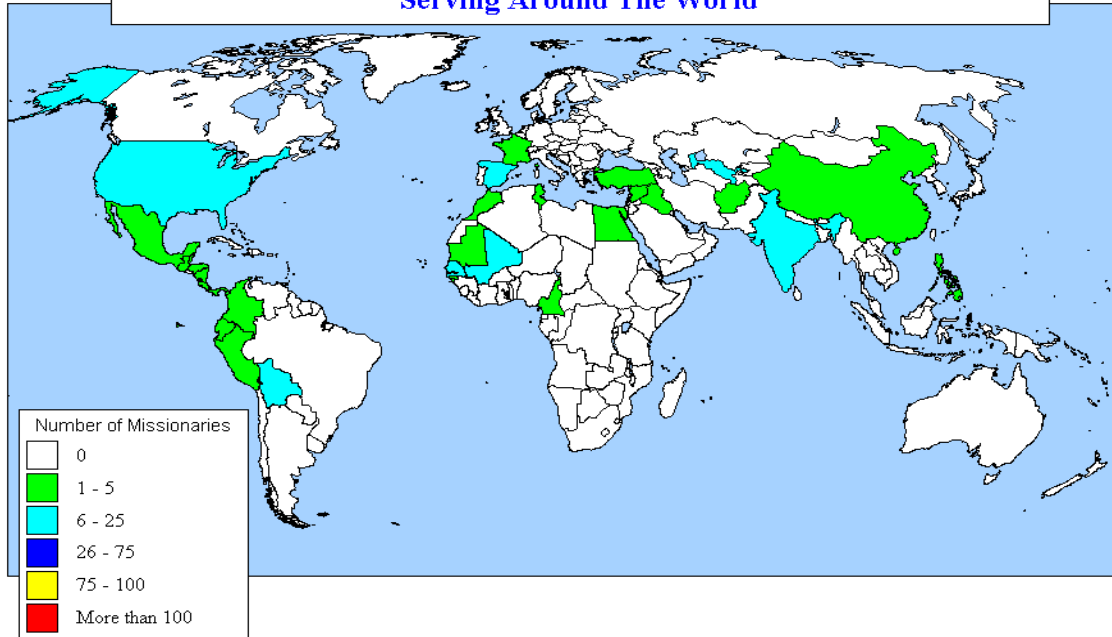 Serving Around The World
Number of Missionaries
0
1 - 5
6 - 25
26 - 75
75 - 100
More than 100